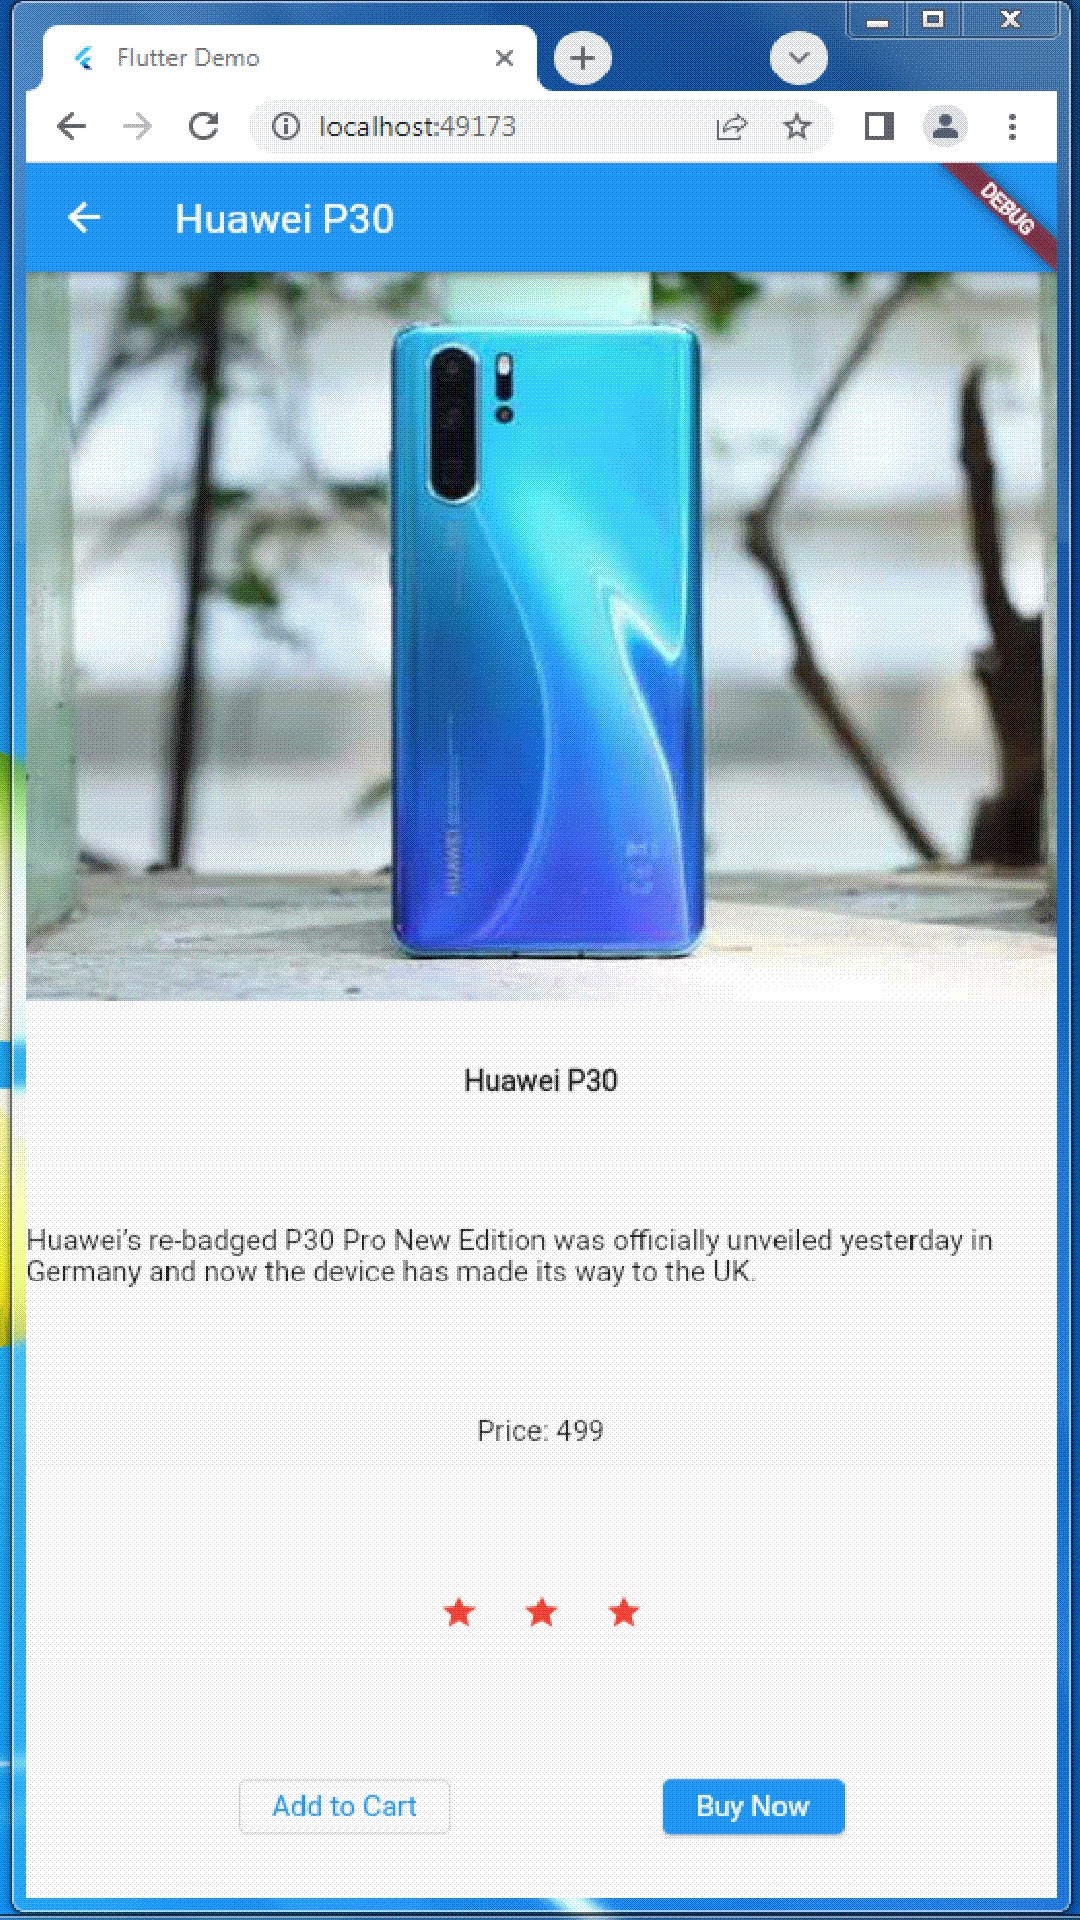 Flutter Demo
localhost:49173
Huawei P30
DEBUG
HUAWEI
Huawei P30
Huawei’s re-badged P30 Pro New Edition was officially unveiled yesterday in
Germany and now the device has made its way to the UK.
Price: 499
Add to Cart
Buy Now